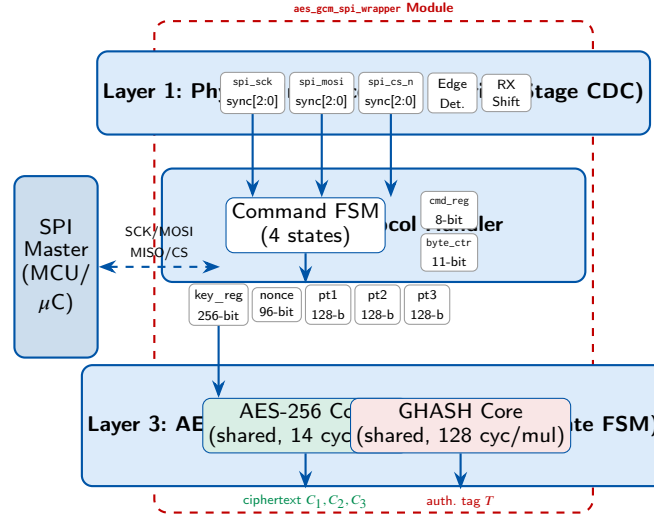 aes_gcm_spi_wrapper Module
Layer 1: Phy
Stage CDC)
spi_sck
sync[2:0]
spi_mosi
sync[2:0]
spi_cs_n
sync[2:0]
Edge
Det.
RX
Shift
SPI
Master
(MCU/
μC)
SCK/MOSI
MISO/CS
Handler
Command FSM
(4 states)
cmd_reg
8-bit
byte_ctr
11-bit
key_reg
256-bit
nonce
96-bit
pt1
128-b
pt2
128-b
pt3
128-b
Layer 3: AE
FSM)
AES-256 Co
(shared, 14 cyc
GHASH Core
(shared, 128 cyc/mul)
ciphertext C₁, C₂, C₃
auth. tag T